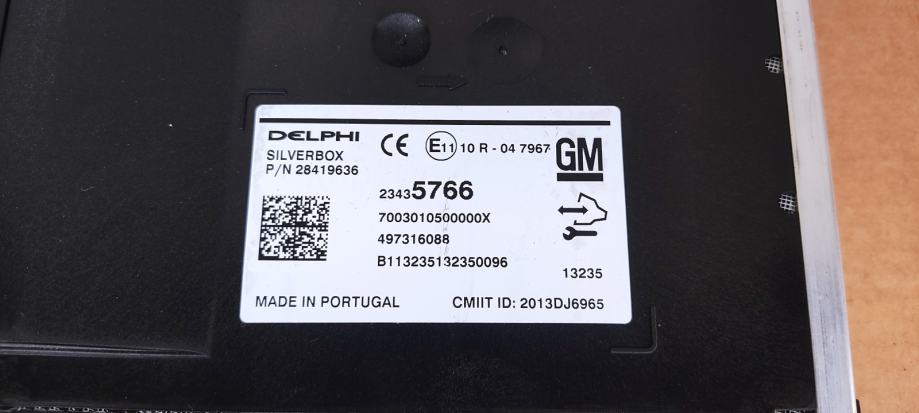 DELPHI
SILVERBOX
P/N 28419636
CE
E11 10 R - 04 7967
GM
23435766
7003010500000X
497316088
B113235132350096
13235
MADE IN PORTUGAL
CMIIT ID: 2013DJ6965